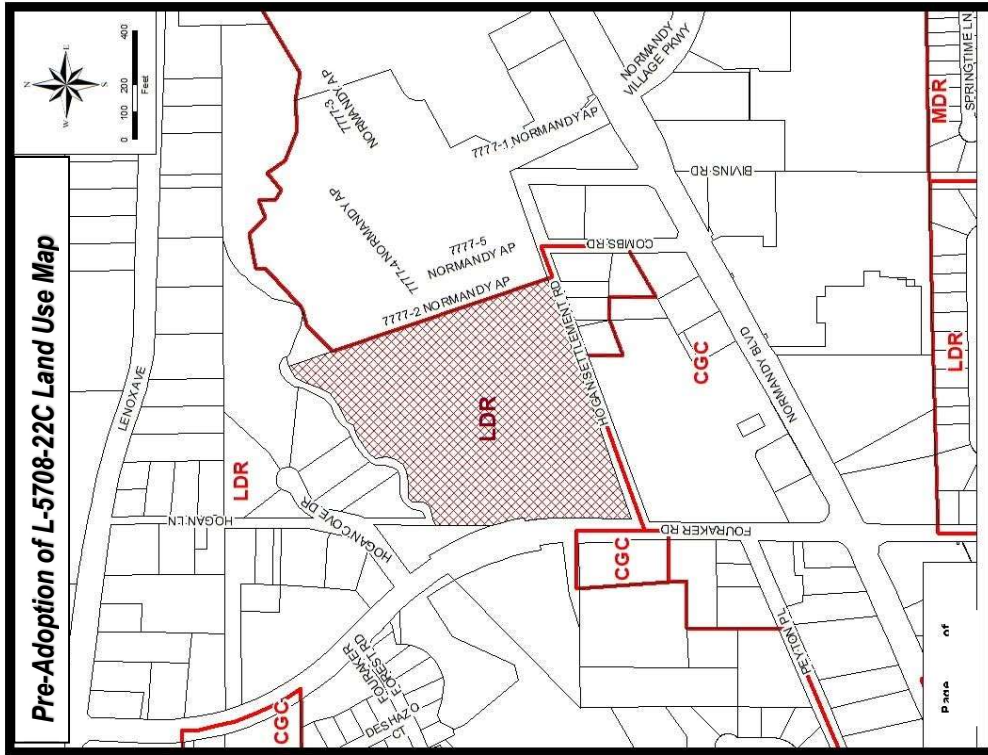 Pre-Adoption of L-5708-22C Land Use Map
N
E
S
W
0 100 200 400
Feet
LENOX AVE
HOGAN LN
LDR
HOGAN COVE DR
CGC
FOURAKER
FOREST RD
DESHAZO
CT
LDR
7777-3
NORMANDY AP
7777-4 NORMANDY AP
7777-5
NORMANDY AP
7777-2 NORMANDY AP
7777-1 NORMANDY AP
NORMANDY
VILLAGE PKWY
HOGAN SETTLEMENT RD
COMBS RD
BIVINS RD
CGC
CGC
FOURAKER RD
NORMANDY BLVD
PEYTON PL
MDR
SPRINGTIME LN
LDR
Page of